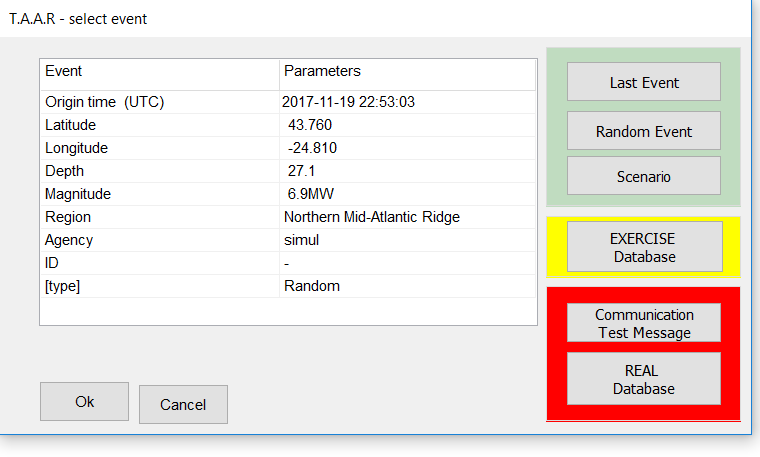 T.A.A.R - select event
Event Parameters
Origin time (UTC) 2017-11-19 22:53:03
Latitude 43.760
Longitude -24.810
Depth 27.1
Magnitude 6.9MW
Region Northern Mid-Atlantic Ridge
Agency simul
ID -
[type] Random
Ok
Cancel
Last Event
Random Event
Scenario
EXERCISE
Database
Communication
Test Message
REAL
Database